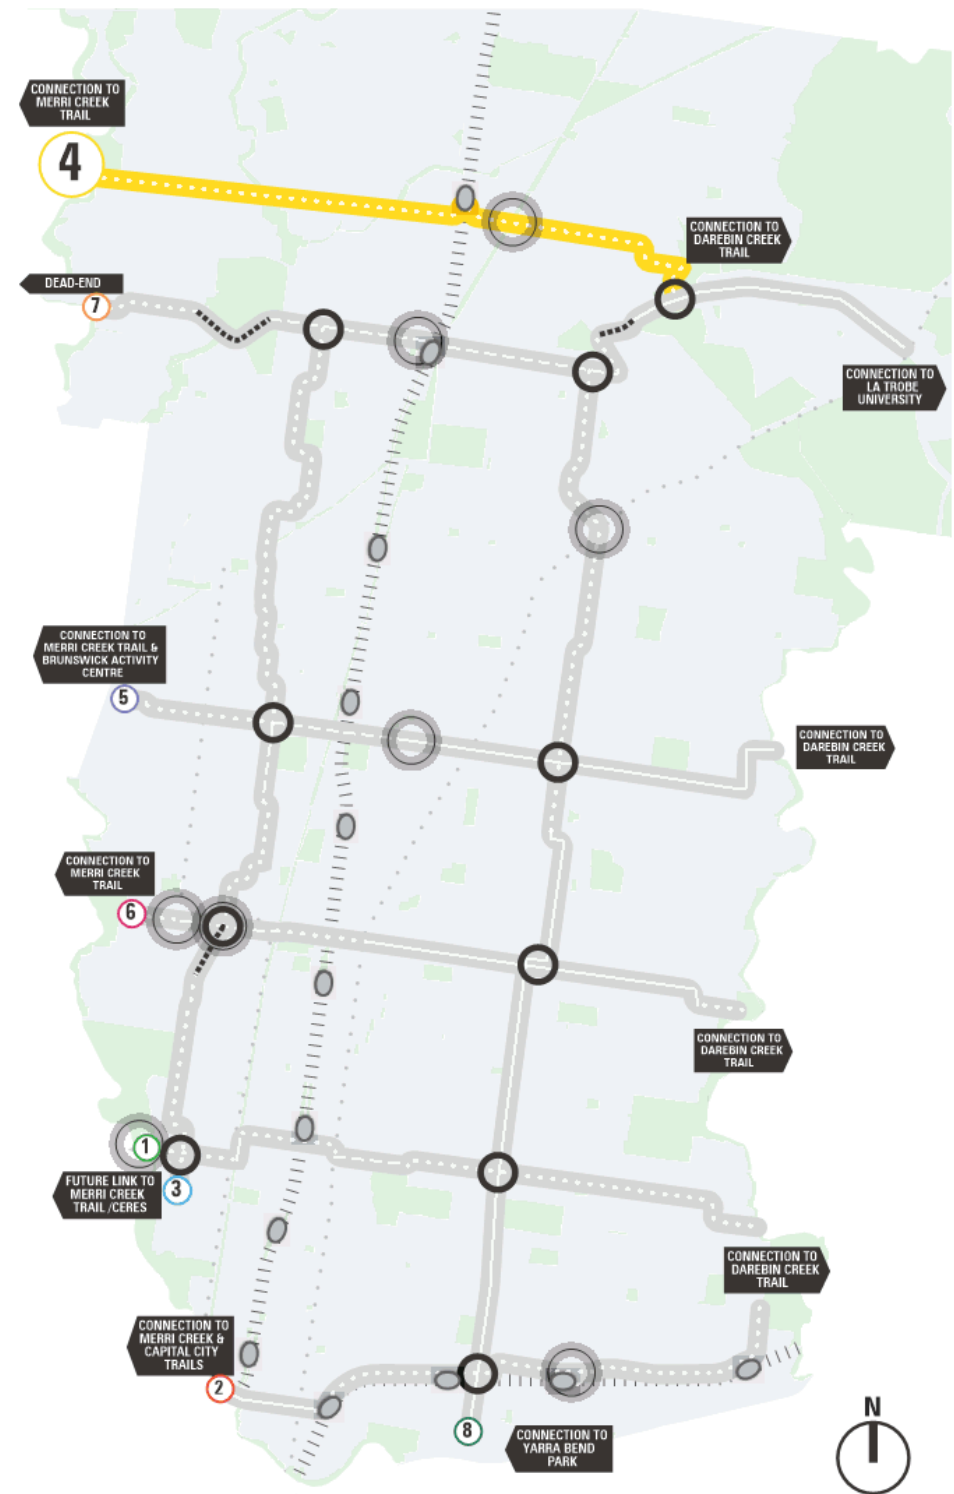 CONNECTION TO
MERRI CREEK
TRAIL
4
CONNECTION TO
DAREBIN CREEK
TRAIL
DEAD-END
7
CONNECTION TO
LA TROBE
UNIVERSITY
CONNECTION TO
MERRI CREEK TRAIL &
BRUNSWICK ACTIVITY
CENTRE
5
CONNECTION TO
DAREBIN CREEK
TRAIL
CONNECTION TO
MERRI CREEK
TRAIL
6
CONNECTION TO
DAREBIN CREEK
TRAIL
1
FUTURE LINK TO
MERRI CREEK
TRAIL /CERES
3
CONNECTION TO
DAREBIN CREEK
TRAIL
CONNECTION TO
MERRI CREEK &
CAPITAL CITY
TRAILS
2
8
CONNECTION TO
YARRA BEND
PARK
N